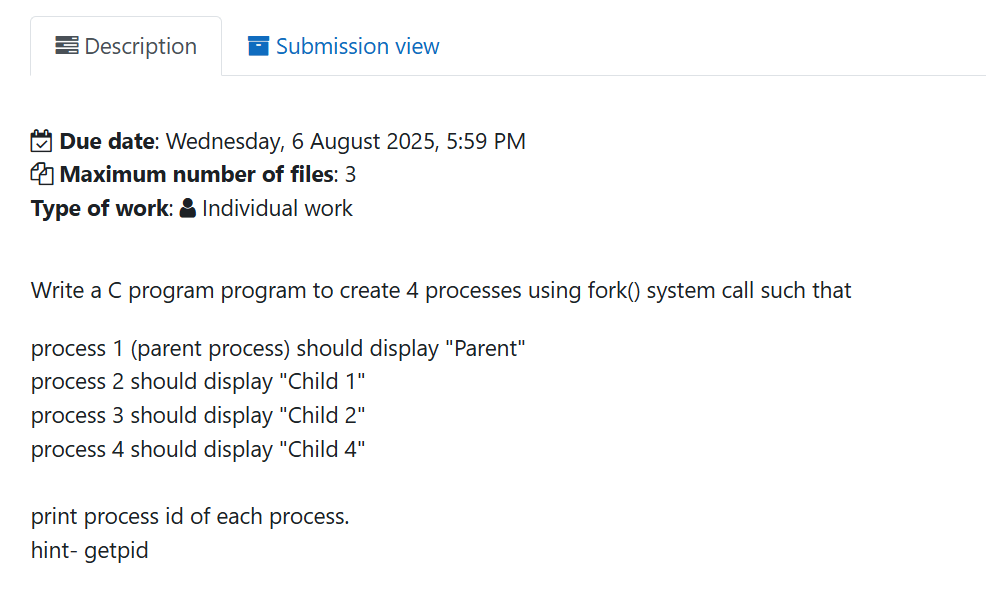 Description
Submission view
Due date: Wednesday, 6 August 2025, 5:59 PM
Maximum number of files: 3
Type of work: Individual work
Write a C program program to create 4 processes using fork() system call such that
process 1 (parent process) should display "Parent"
process 2 should display "Child 1"
process 3 should display "Child 2"
process 4 should display "Child 4"
print process id of each process.
hint- getpid